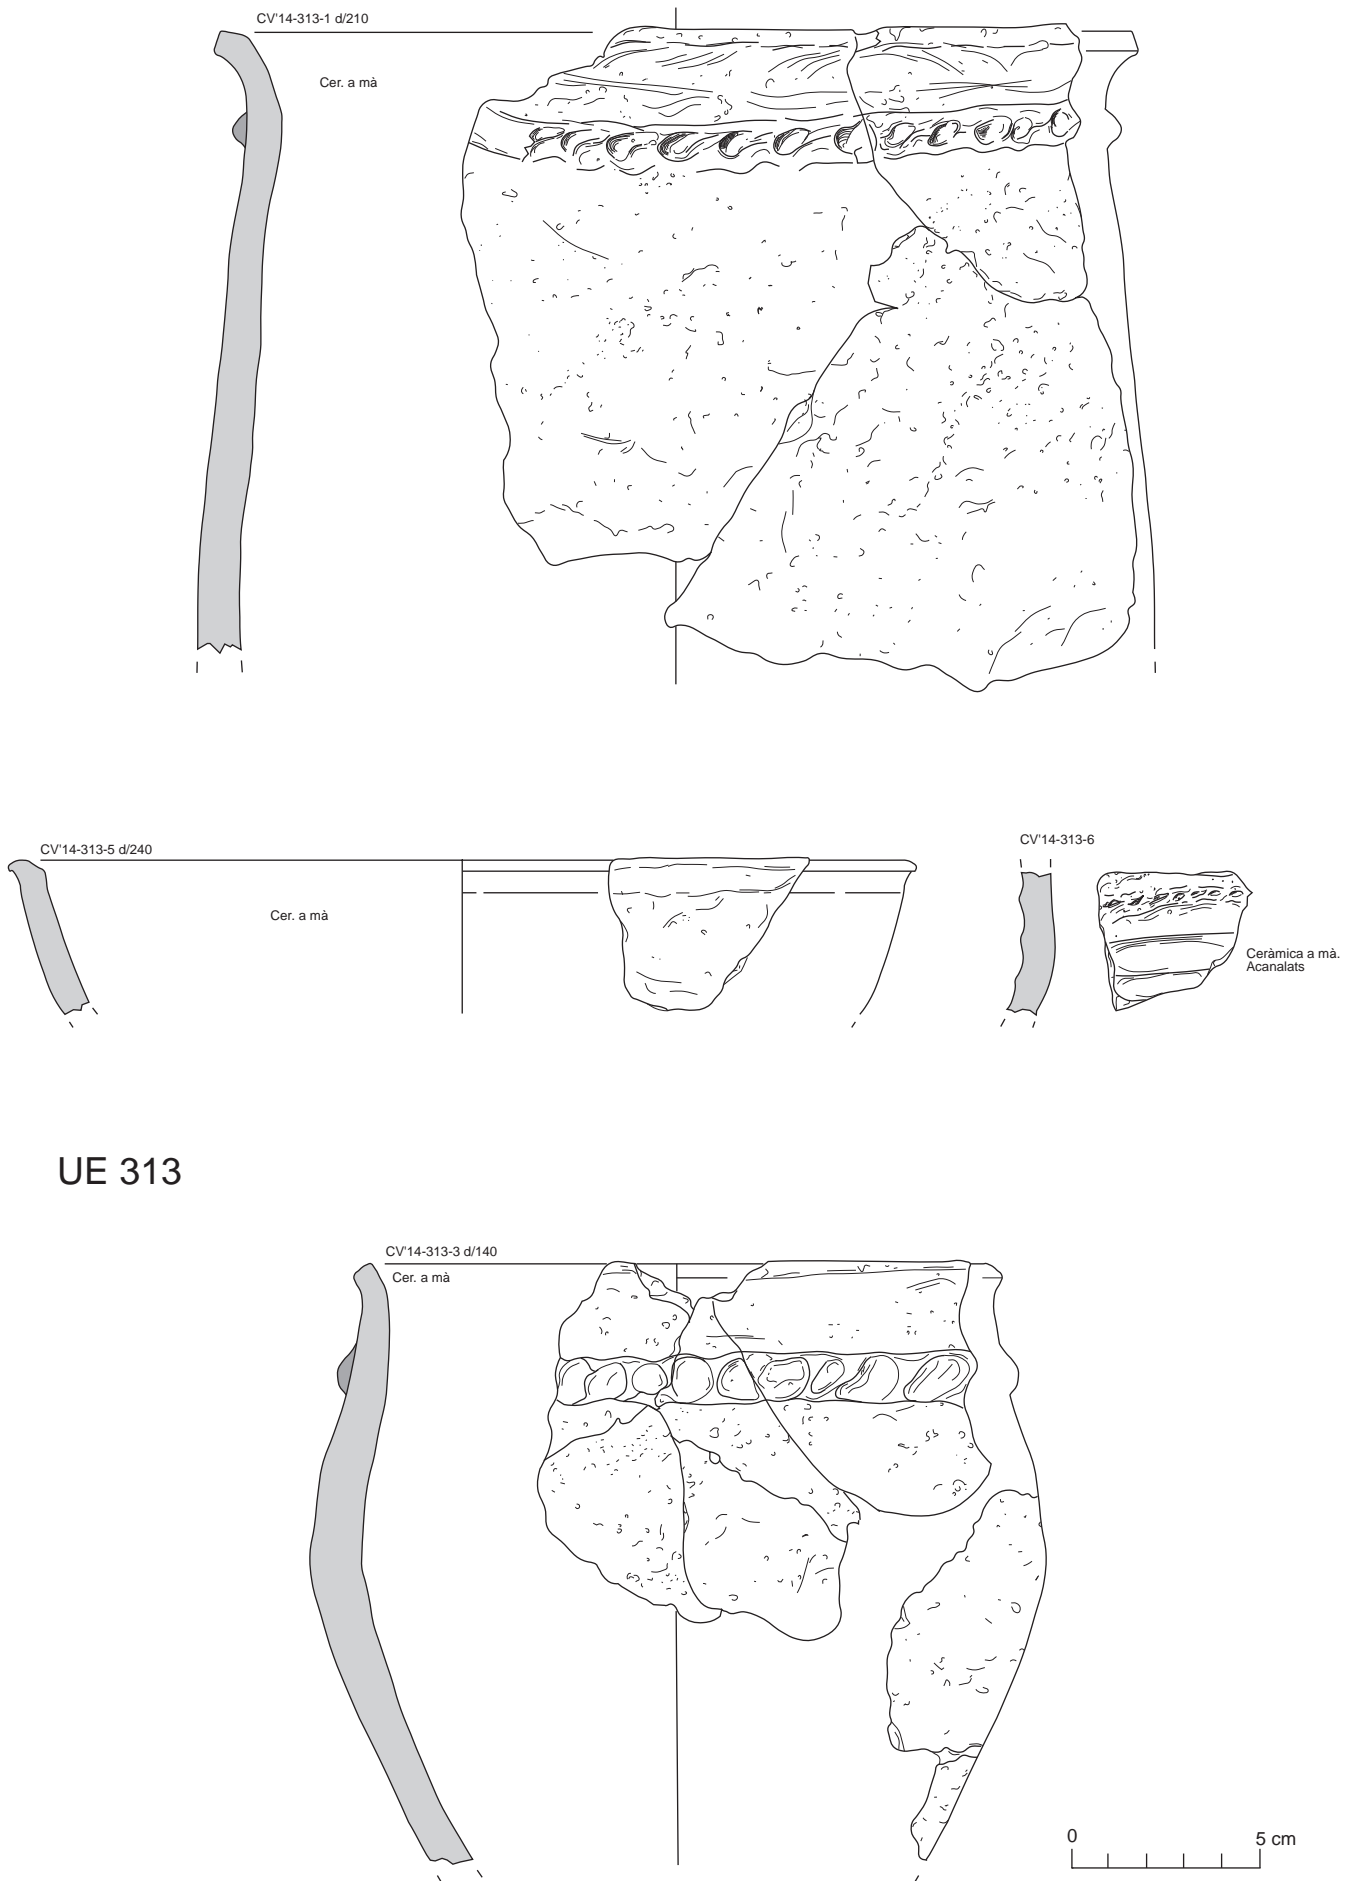 CV'14-313-1 d/210
Cer. a mà
CV'14-313-5 d/240
Cer. a mà
CV'14-313-6
Ceràmica a mà.
Acanalats
UE 313
CV'14-313-3 d/140
Cer. a mà
0 5 cm